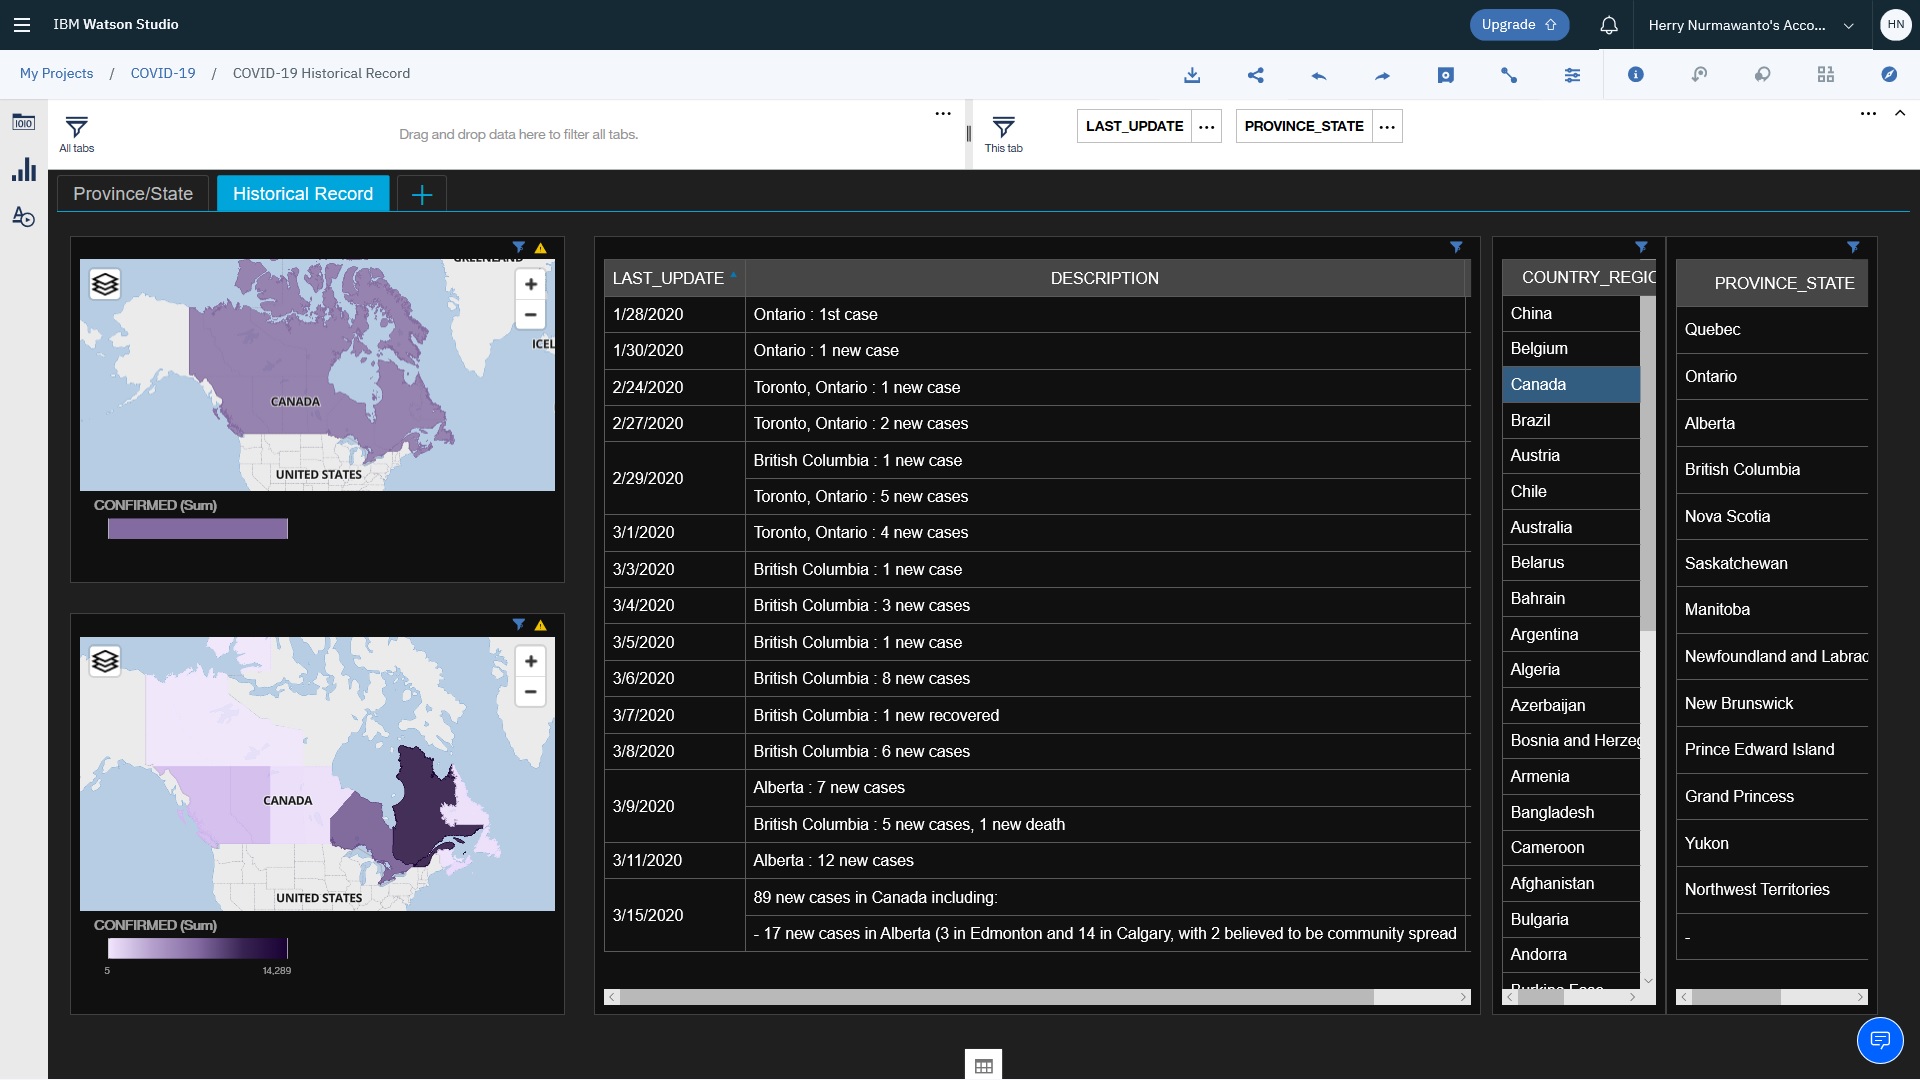 IBM Watson Studio
Upgrade
Herry Nurmawanto's Acco...
HN
My Projects / COVID-19 / COVID-19 Historical Record
All tabs
Drag and drop data here to filter all tabs.
This tab
LAST_UPDATE
PROVINCE_STATE
Province/State
Historical Record
GREENLAND
ICEL
CANADA
UNITED STATES
CONFIRMED (Sum)
CANADA
UNITED STATES
CONFIRMED (Sum)
5 14,289
LAST_UPDATE DESCRIPTION
1/28/2020 Ontario : 1st case
1/30/2020 Ontario : 1 new case
2/24/2020 Toronto, Ontario : 1 new case
2/27/2020 Toronto, Ontario : 2 new cases
2/29/2020 British Columbia : 1 new case
Toronto, Ontario : 5 new cases
3/1/2020 Toronto, Ontario : 4 new cases
3/3/2020 British Columbia : 1 new case
3/4/2020 British Columbia : 3 new cases
3/5/2020 British Columbia : 1 new case
3/6/2020 British Columbia : 8 new cases
3/7/2020 British Columbia : 1 new recovered
3/8/2020 British Columbia : 6 new cases
3/9/2020 Alberta : 7 new cases
British Columbia : 5 new cases, 1 new death
3/11/2020 Alberta : 12 new cases
3/15/2020 89 new cases in Canada including:
- 17 new cases in Alberta (3 in Edmonton and 14 in Calgary, with 2 believed to be community spread
COUNTRY_REGIO
China
Belgium
Canada
Brazil
Austria
Chile
Australia
Belarus
Bahrain
Argentina
Algeria
Azerbaijan
Bosnia and Herzeg
Armenia
Bangladesh
Cameroon
Afghanistan
Bulgaria
Andorra
Burkina Faso
PROVINCE_STATE
Quebec
Ontario
Alberta
British Columbia
Nova Scotia
Saskatchewan
Manitoba
Newfoundland and Labrad
New Brunswick
Prince Edward Island
Grand Princess
Yukon
Northwest Territories
-